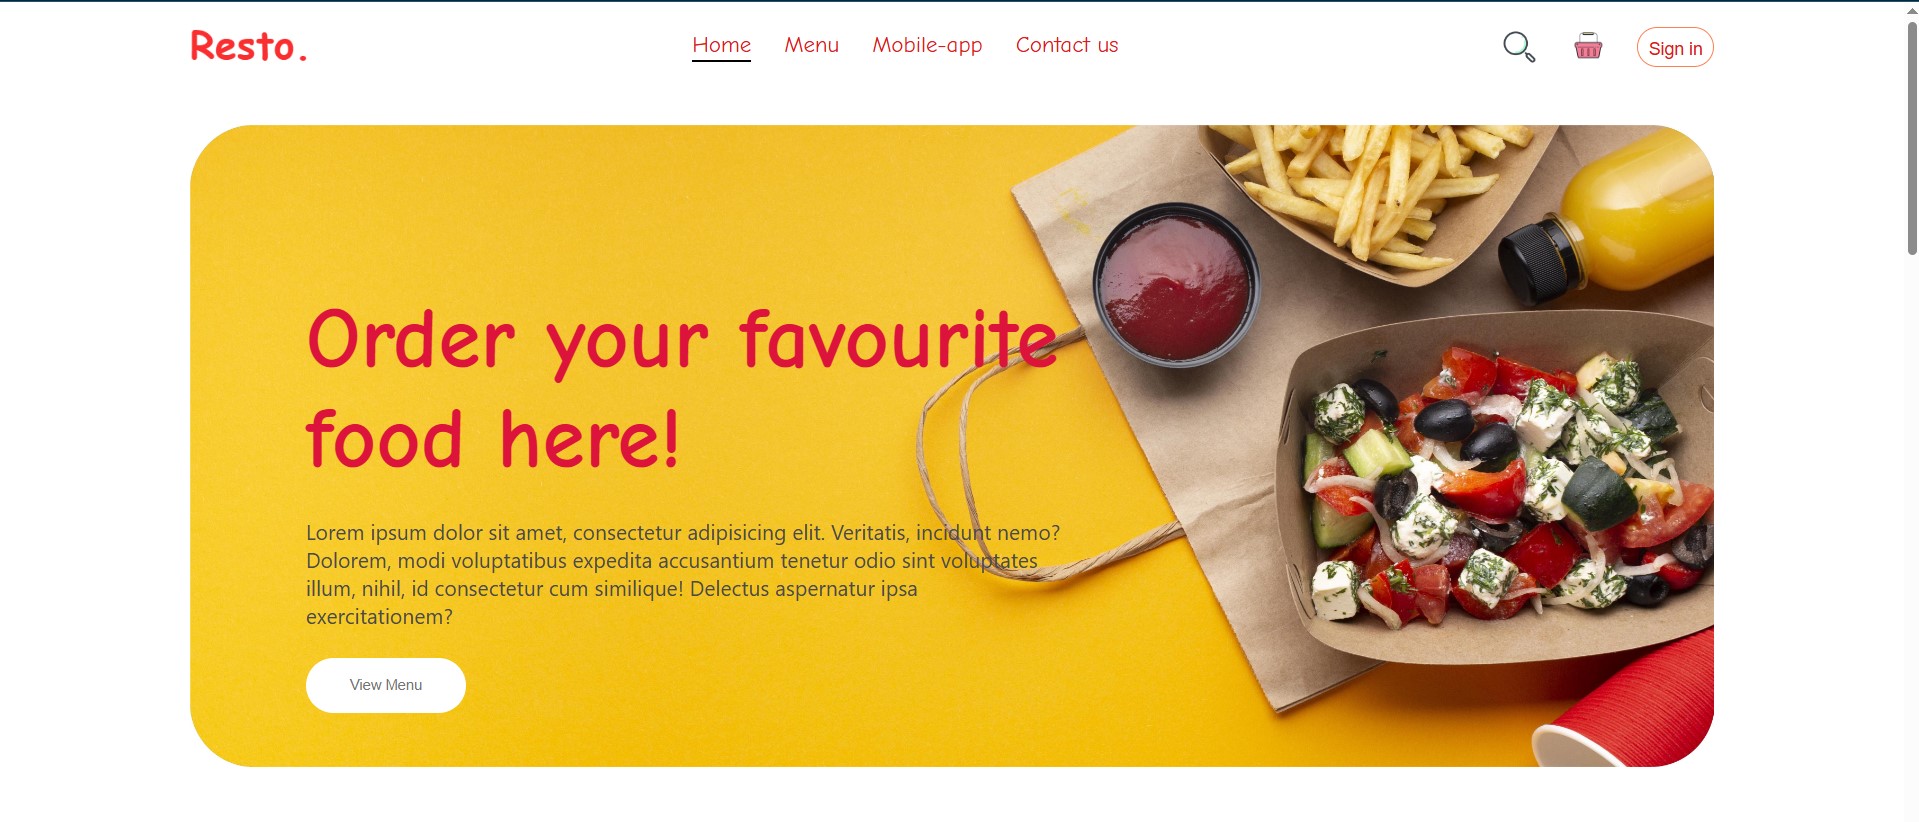 Resto.
Home Menu Mobile-app Contact us
Sign in
Order your favourite
food here!
Lorem ipsum dolor sit amet, consectetur adipisicing elit. Veritatis, incidunt nemo?
Dolorem, modi voluptatibus expedita accusantium tenetur odio sint voluptates
illum, nihil, id consectetur cum similique! Delectus aspernatur ipsa
exercitationem?
View Menu